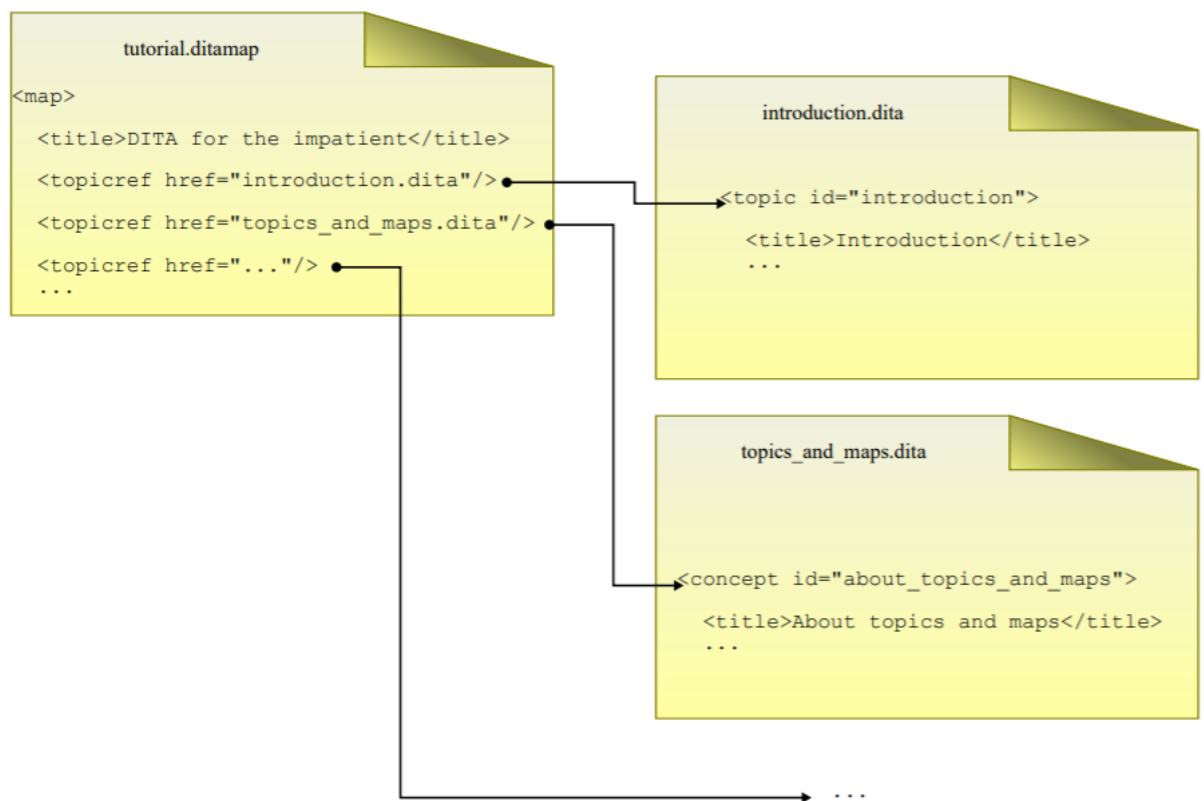 tutorial.ditamap
<map>
<title>DITA for the impatient</title>
<topicref href="introduction.dita"/>
<topicref href="topics_and_maps.dita"/>
<topicref href="..."/>
...
introduction.dita
<topic id="introduction">
<title>Introduction</title>
...
topics_and_maps.dita
<concept id="about_topics_and_maps">
<title>About topics and maps</title>
...
...